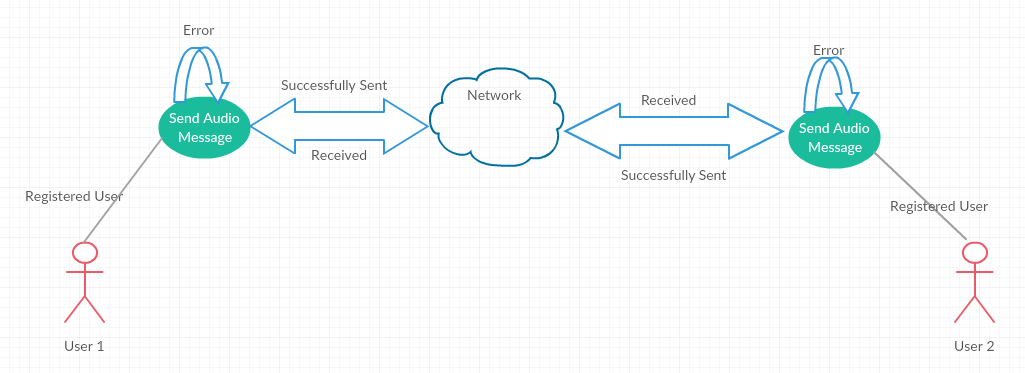 Error
Error
Successfully Sent
Network
Received
Send Audio
Message
Send Audio
Message
Received
Successfully Sent
Registered User
Registered User
User 1
User 2